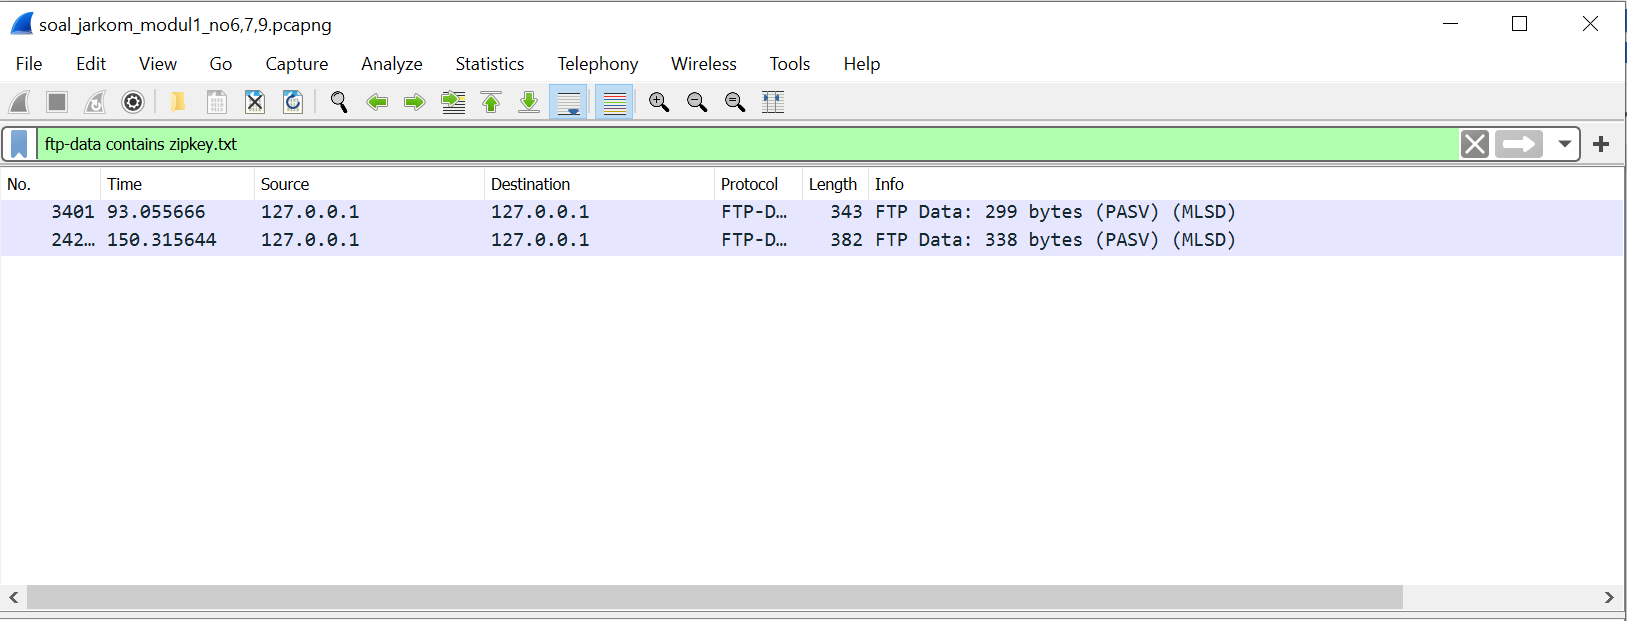 soal_jarkom_modul1_no6,7,9.pcapng
File Edit View Go Capture Analyze Statistics Telephony Wireless Tools Help
ftp-data contains zipkey.txt
No. Time Source Destination Protocol Length Info
3401 93.055666 127.0.0.1 127.0.0.1 FTP-D… 343 FTP Data: 299 bytes (PASV) (MLSD)
242… 150.315644 127.0.0.1 127.0.0.1 FTP-D… 382 FTP Data: 338 bytes (PASV) (MLSD)